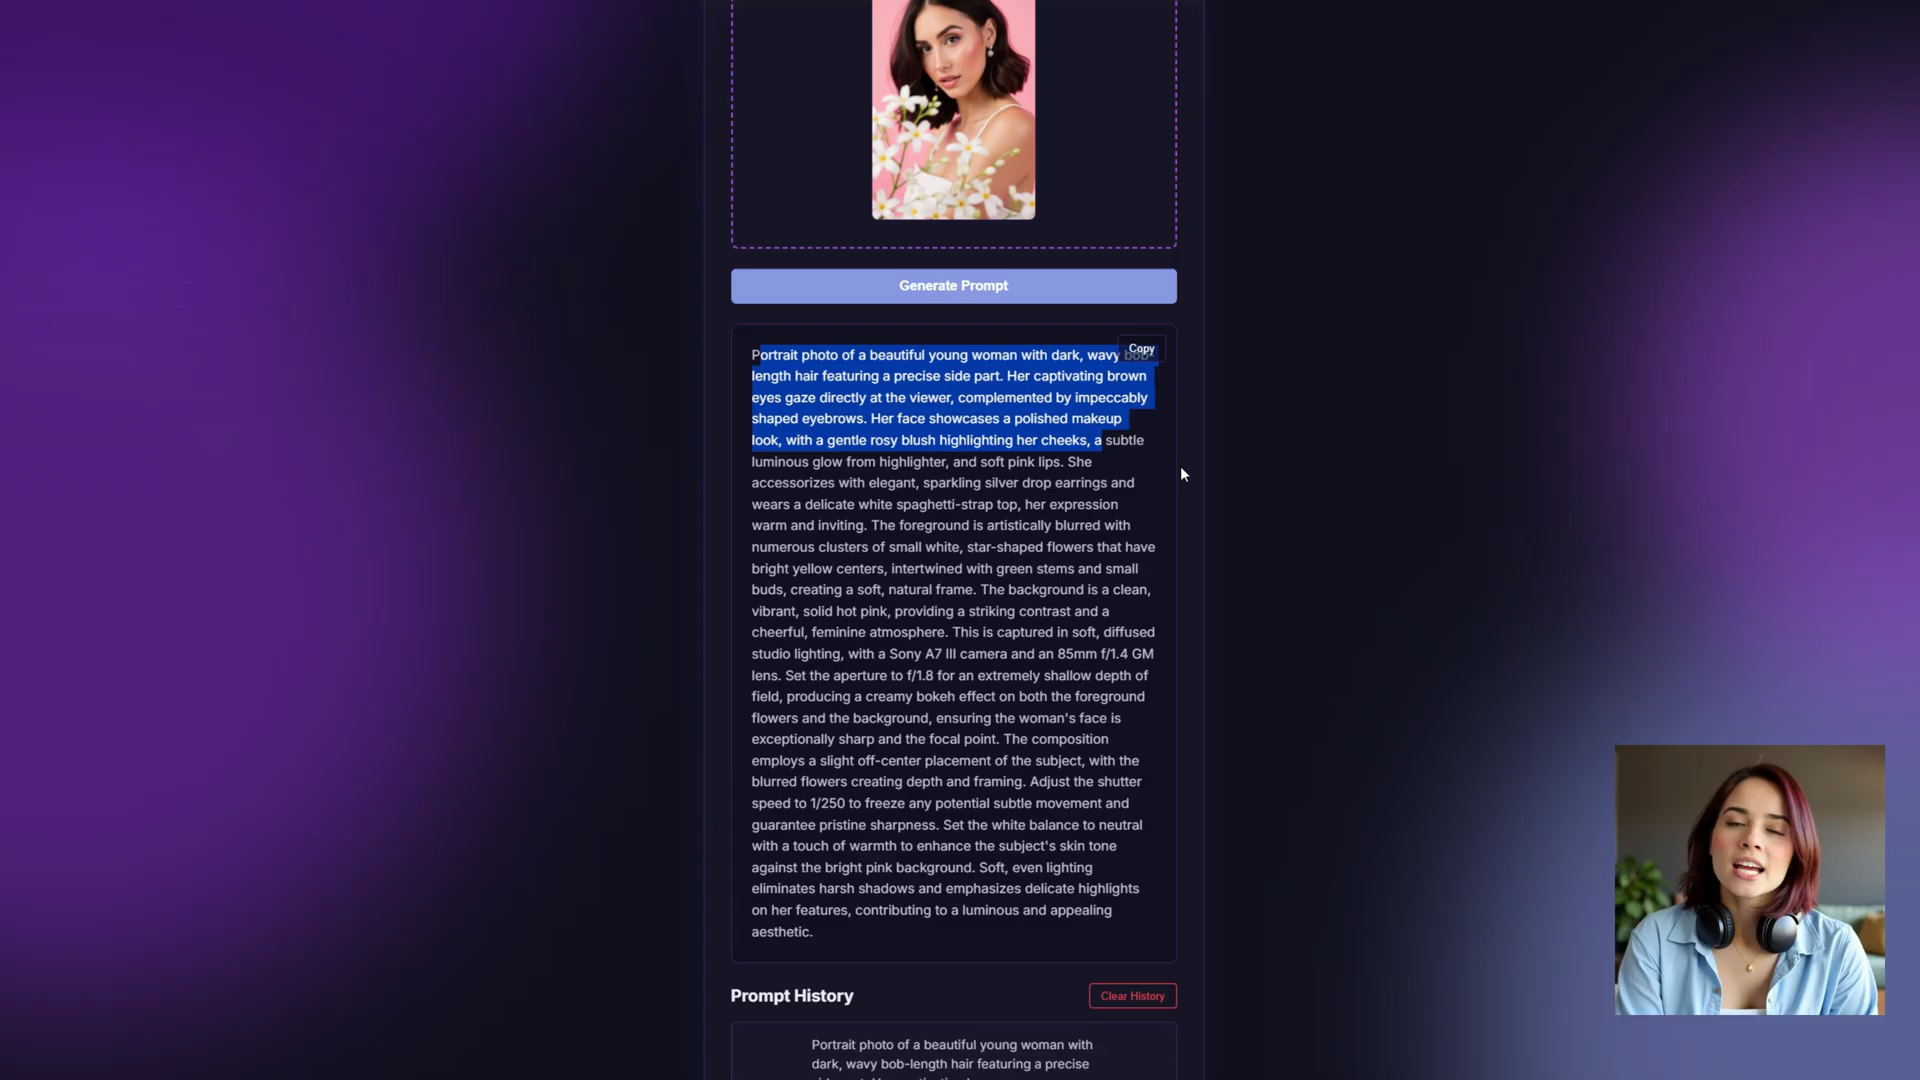 Generate Prompt
Copy
Portrait photo of a beautiful young woman with dark, wavy bob-
length hair featuring a precise side part. Her captivating brown
eyes gaze directly at the viewer, complemented by impeccably
shaped eyebrows. Her face showcases a polished makeup
look, with a gentle rosy blush highlighting her cheeks, a subtle
luminous glow from highlighter, and soft pink lips. She
accessorizes with elegant, sparkling silver drop earrings and
wears a delicate white spaghetti-strap top, her expression
warm and inviting. The foreground is artistically blurred with
numerous clusters of small white, star-shaped flowers that have
bright yellow centers, intertwined with green stems and small
buds, creating a soft, natural frame. The background is a clean,
vibrant, solid hot pink, providing a striking contrast and a
cheerful, feminine atmosphere. This is captured in soft, diffused
studio lighting, with a Sony A7 III camera and an 85mm f/1.4 GM
lens. Set the aperture to f/1.8 for an extremely shallow depth of
field, producing a creamy bokeh effect on both the foreground
flowers and the background, ensuring the woman's face is
exceptionally sharp and the focal point. The composition
employs a slight off-center placement of the subject, with the
blurred flowers creating depth and framing. Adjust the shutter
speed to 1/250 to freeze any potential subtle movement and
guarantee pristine sharpness. Set the white balance to neutral
with a touch of warmth to enhance the subject's skin tone
against the bright pink background. Soft, even lighting
eliminates harsh shadows and emphasizes delicate highlights
on her features, contributing to a luminous and appealing
aesthetic.
Prompt History
Clear History
Portrait photo of a beautiful young woman with
dark, wavy bob-length hair featuring a precise